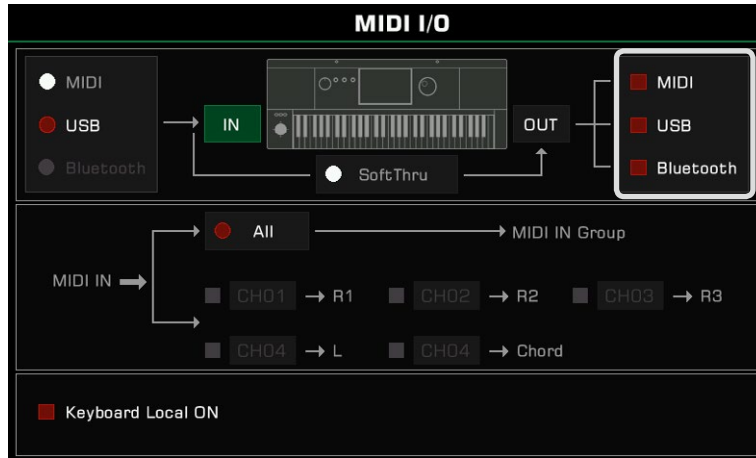 MIDI I/O
MIDI
USB
Bluetooth
IN
SoftThru
OUT
MIDI
USB
Bluetooth
MIDI IN
All
MIDI IN Group
CH01 → R1 CH02 → R2 CH03 → R3
CH04 → L CH04 → Chord
Keyboard Local ON